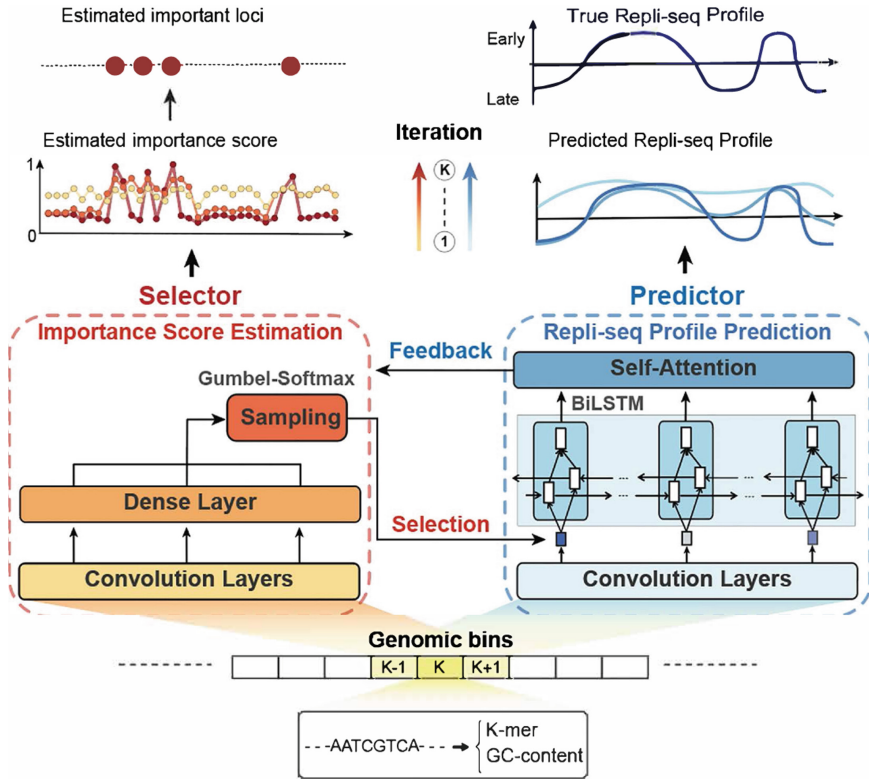 Estimated important loci
True Repli-seq Profile
Early
Late
Estimated importance score
1
0
Iteration
K
1
Predicted Repli-seq Profile
Selector
Predictor
Importance Score Estimation
Repli-seq Profile Prediction
Feedback
Self-Attention
Gumbel-Softmax
Sampling
BiLSTM
... ...
... ...
Dense Layer
Selection
Convolution Layers
Convolution Layers
Genomic bins
K-1 K K+1
---AATCGTCA----
K-mer
GC-content